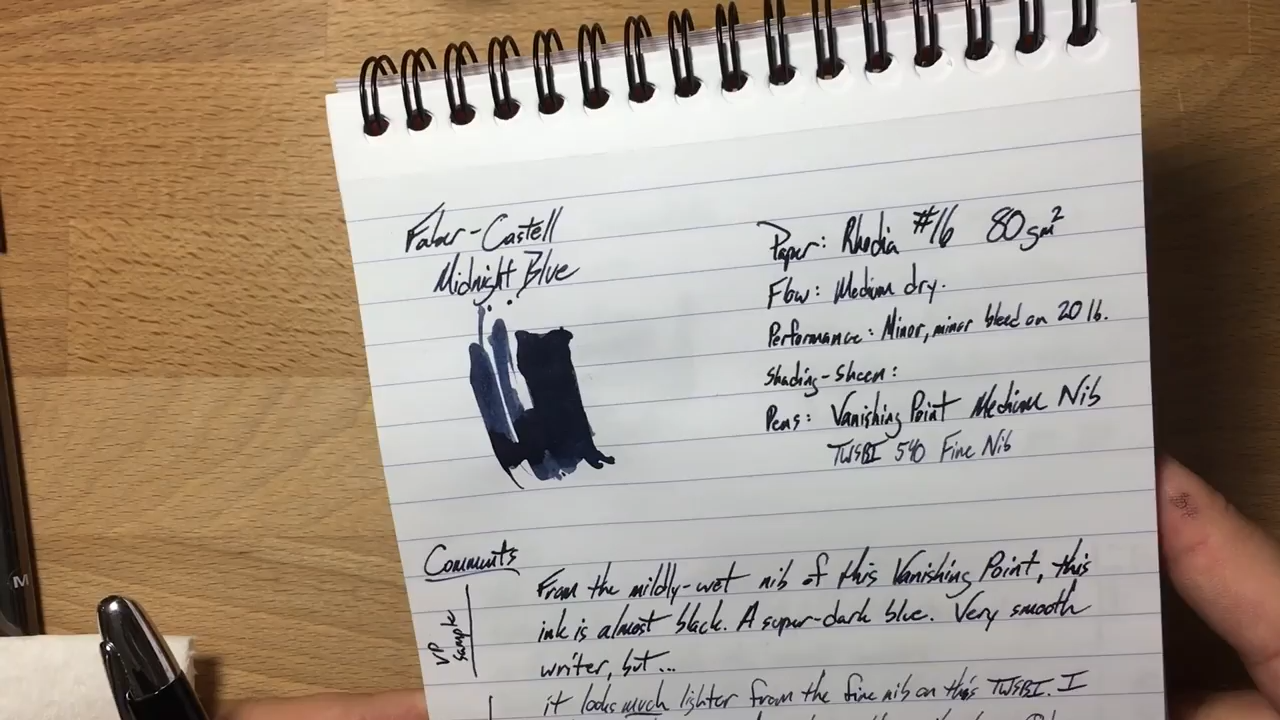 Faber-Castell
Midnight Blue
Paper: Rhodia #16 80gm²
Flow: Medium dry.
Performance: Minor, minor bleed on 20 lb.
Shading-Sheen:
Pens: Vanishing Point Medium Nib
TWSBI 540 Fine Nib
Comments
VP
Sample
From the mildly-wet nib of this Vanishing Point, this
ink is almost black. A super-dark blue. Very smooth
writer, but...
it looks much lighter from the fine nib on this TWSBI. I
M